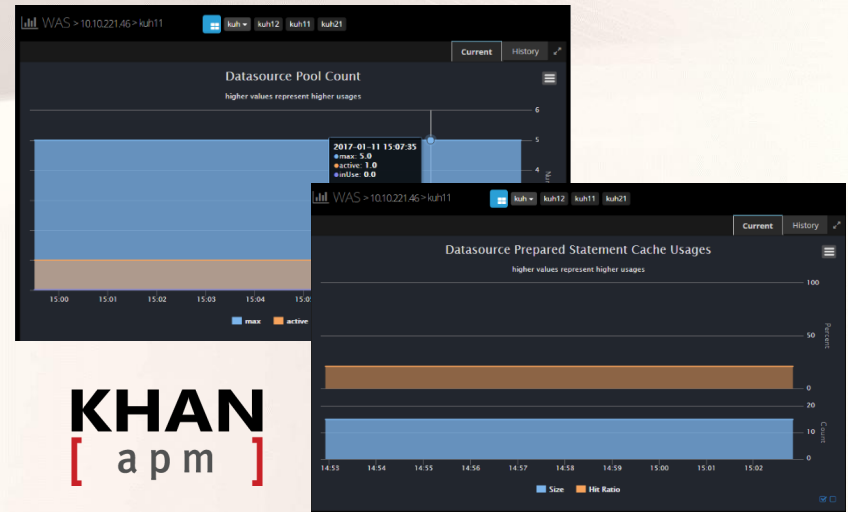 WAS > 10.10.221.46 > kuh11
kuh
kuh12
kuh11
kuh21
Current
History
Datasource Pool Count
higher values represent higher usages
6
5
4
2017-01-11 15:07:35
max: 5.0
active: 1.0
inUse: 0.0
15:00 15:01 15:02 15:03 15:04
max active
WAS > 10.10.221.46 > kuh11
kuh
kuh12
kuh11
kuh21
Current
History
Datasource Prepared Statement Cache Usages
higher values represent higher usages
100
50
0
Percent
20
10
0
Count
14:53 14:54 14:55 14:56 14:57 14:58 14:59 15:00 15:01 15:02
Size Hit Ratio
KHAN
[ apm ]